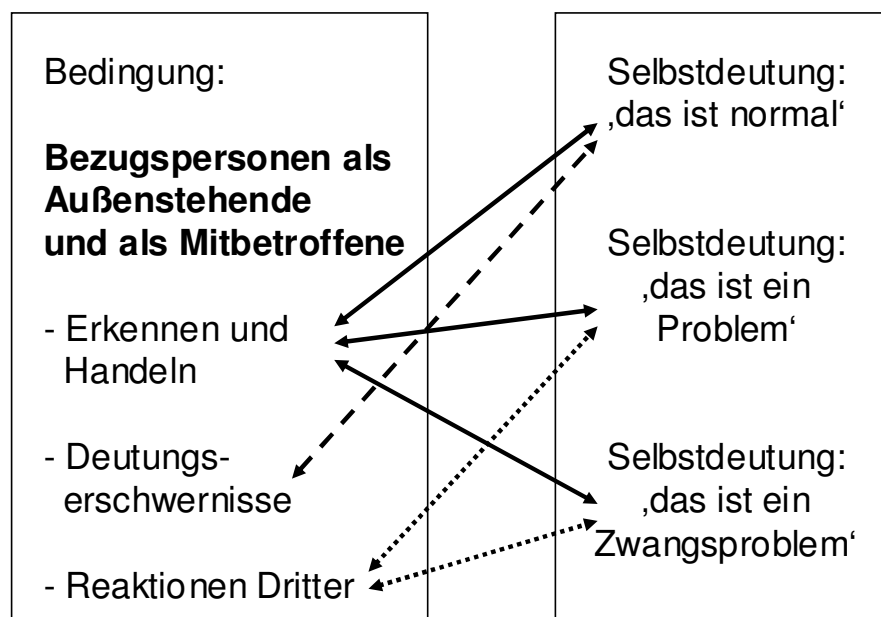 Bedingung:
Bezugspersonen als
Außenstehende
und als Mitbetroffene
- Erkennen und
Handeln
- Deutungs-
erschwernisse
- Reaktionen Dritter
Selbstdeutung:
‚das ist normal‘
Selbstdeutung:
‚das ist ein
Problem‘
Selbstdeutung:
‚das ist ein
Zwangsproblem‘